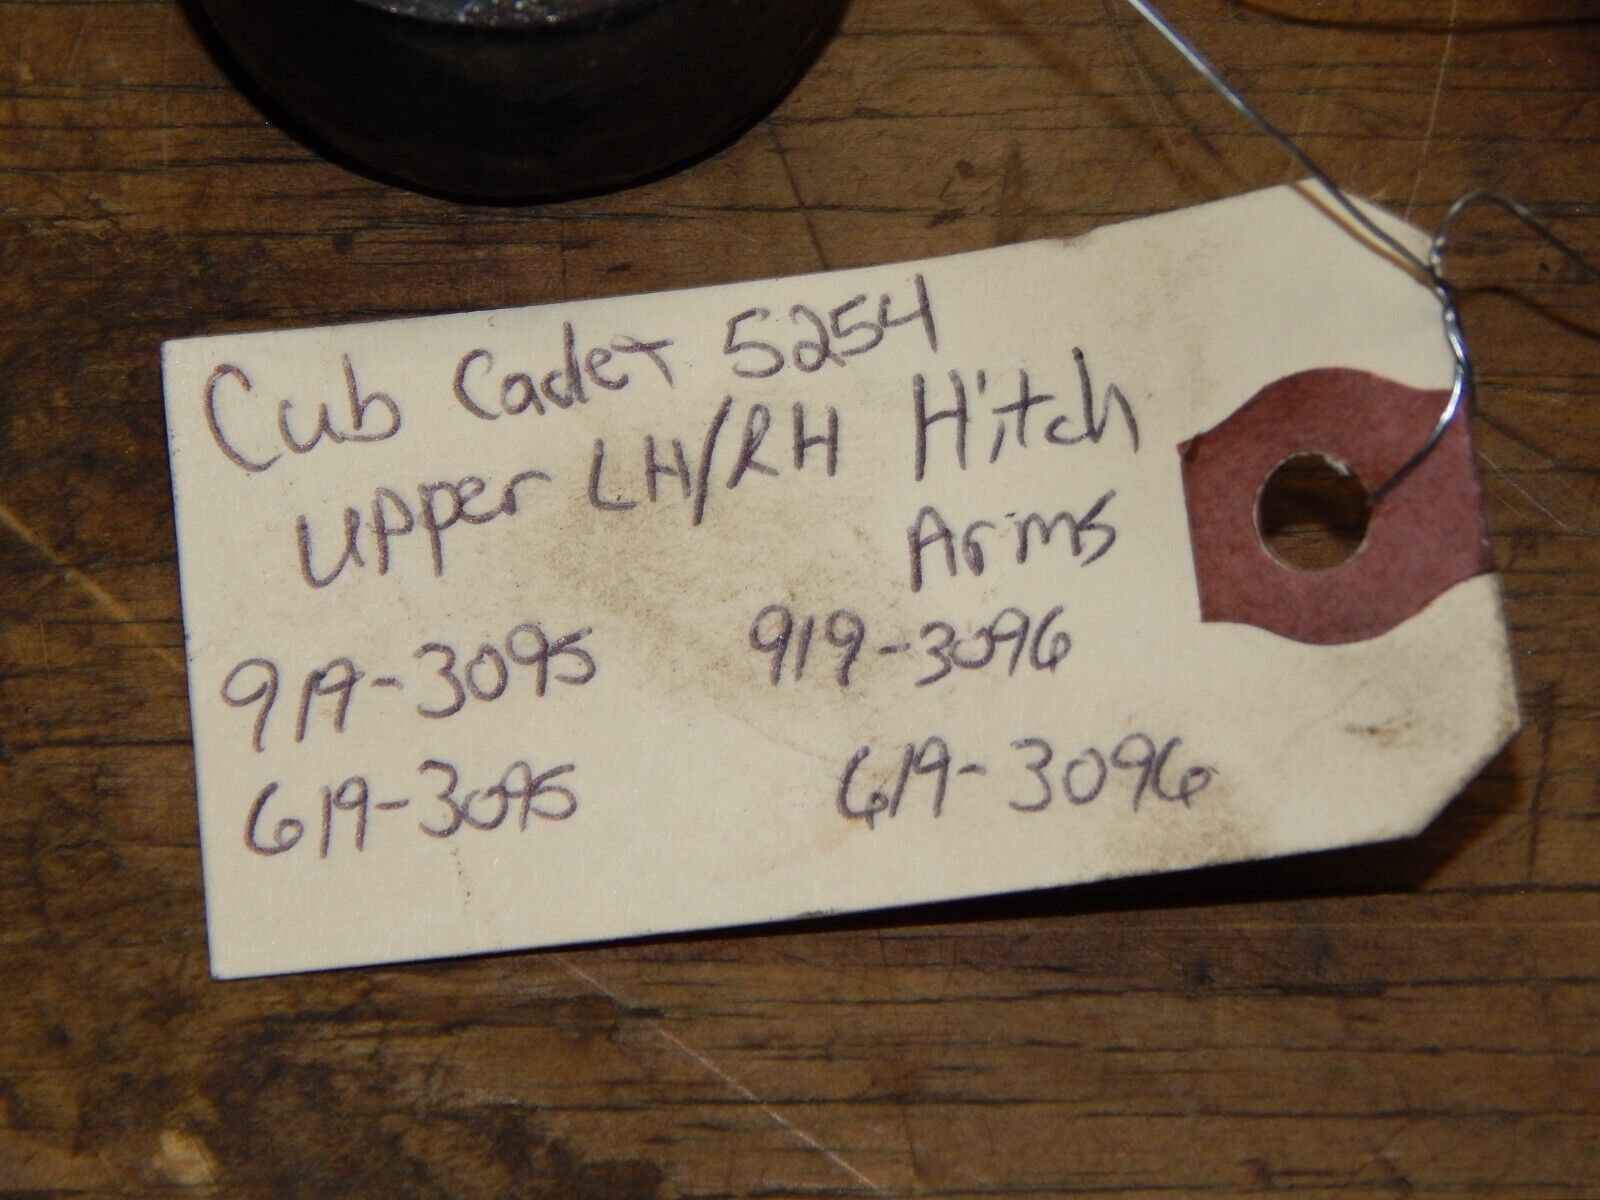 Cub Cadet 5254
Upper LH/RH Hitch
Arms
919-3095 919-3096
619-3095 619-3096